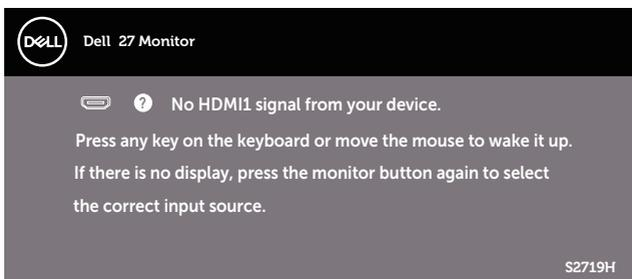 DELL
Dell 27 Monitor
? No HDMI1 signal from your device.
Press any key on the keyboard or move the mouse to wake it up.
If there is no display, press the monitor button again to select
the correct input source.
S2719H